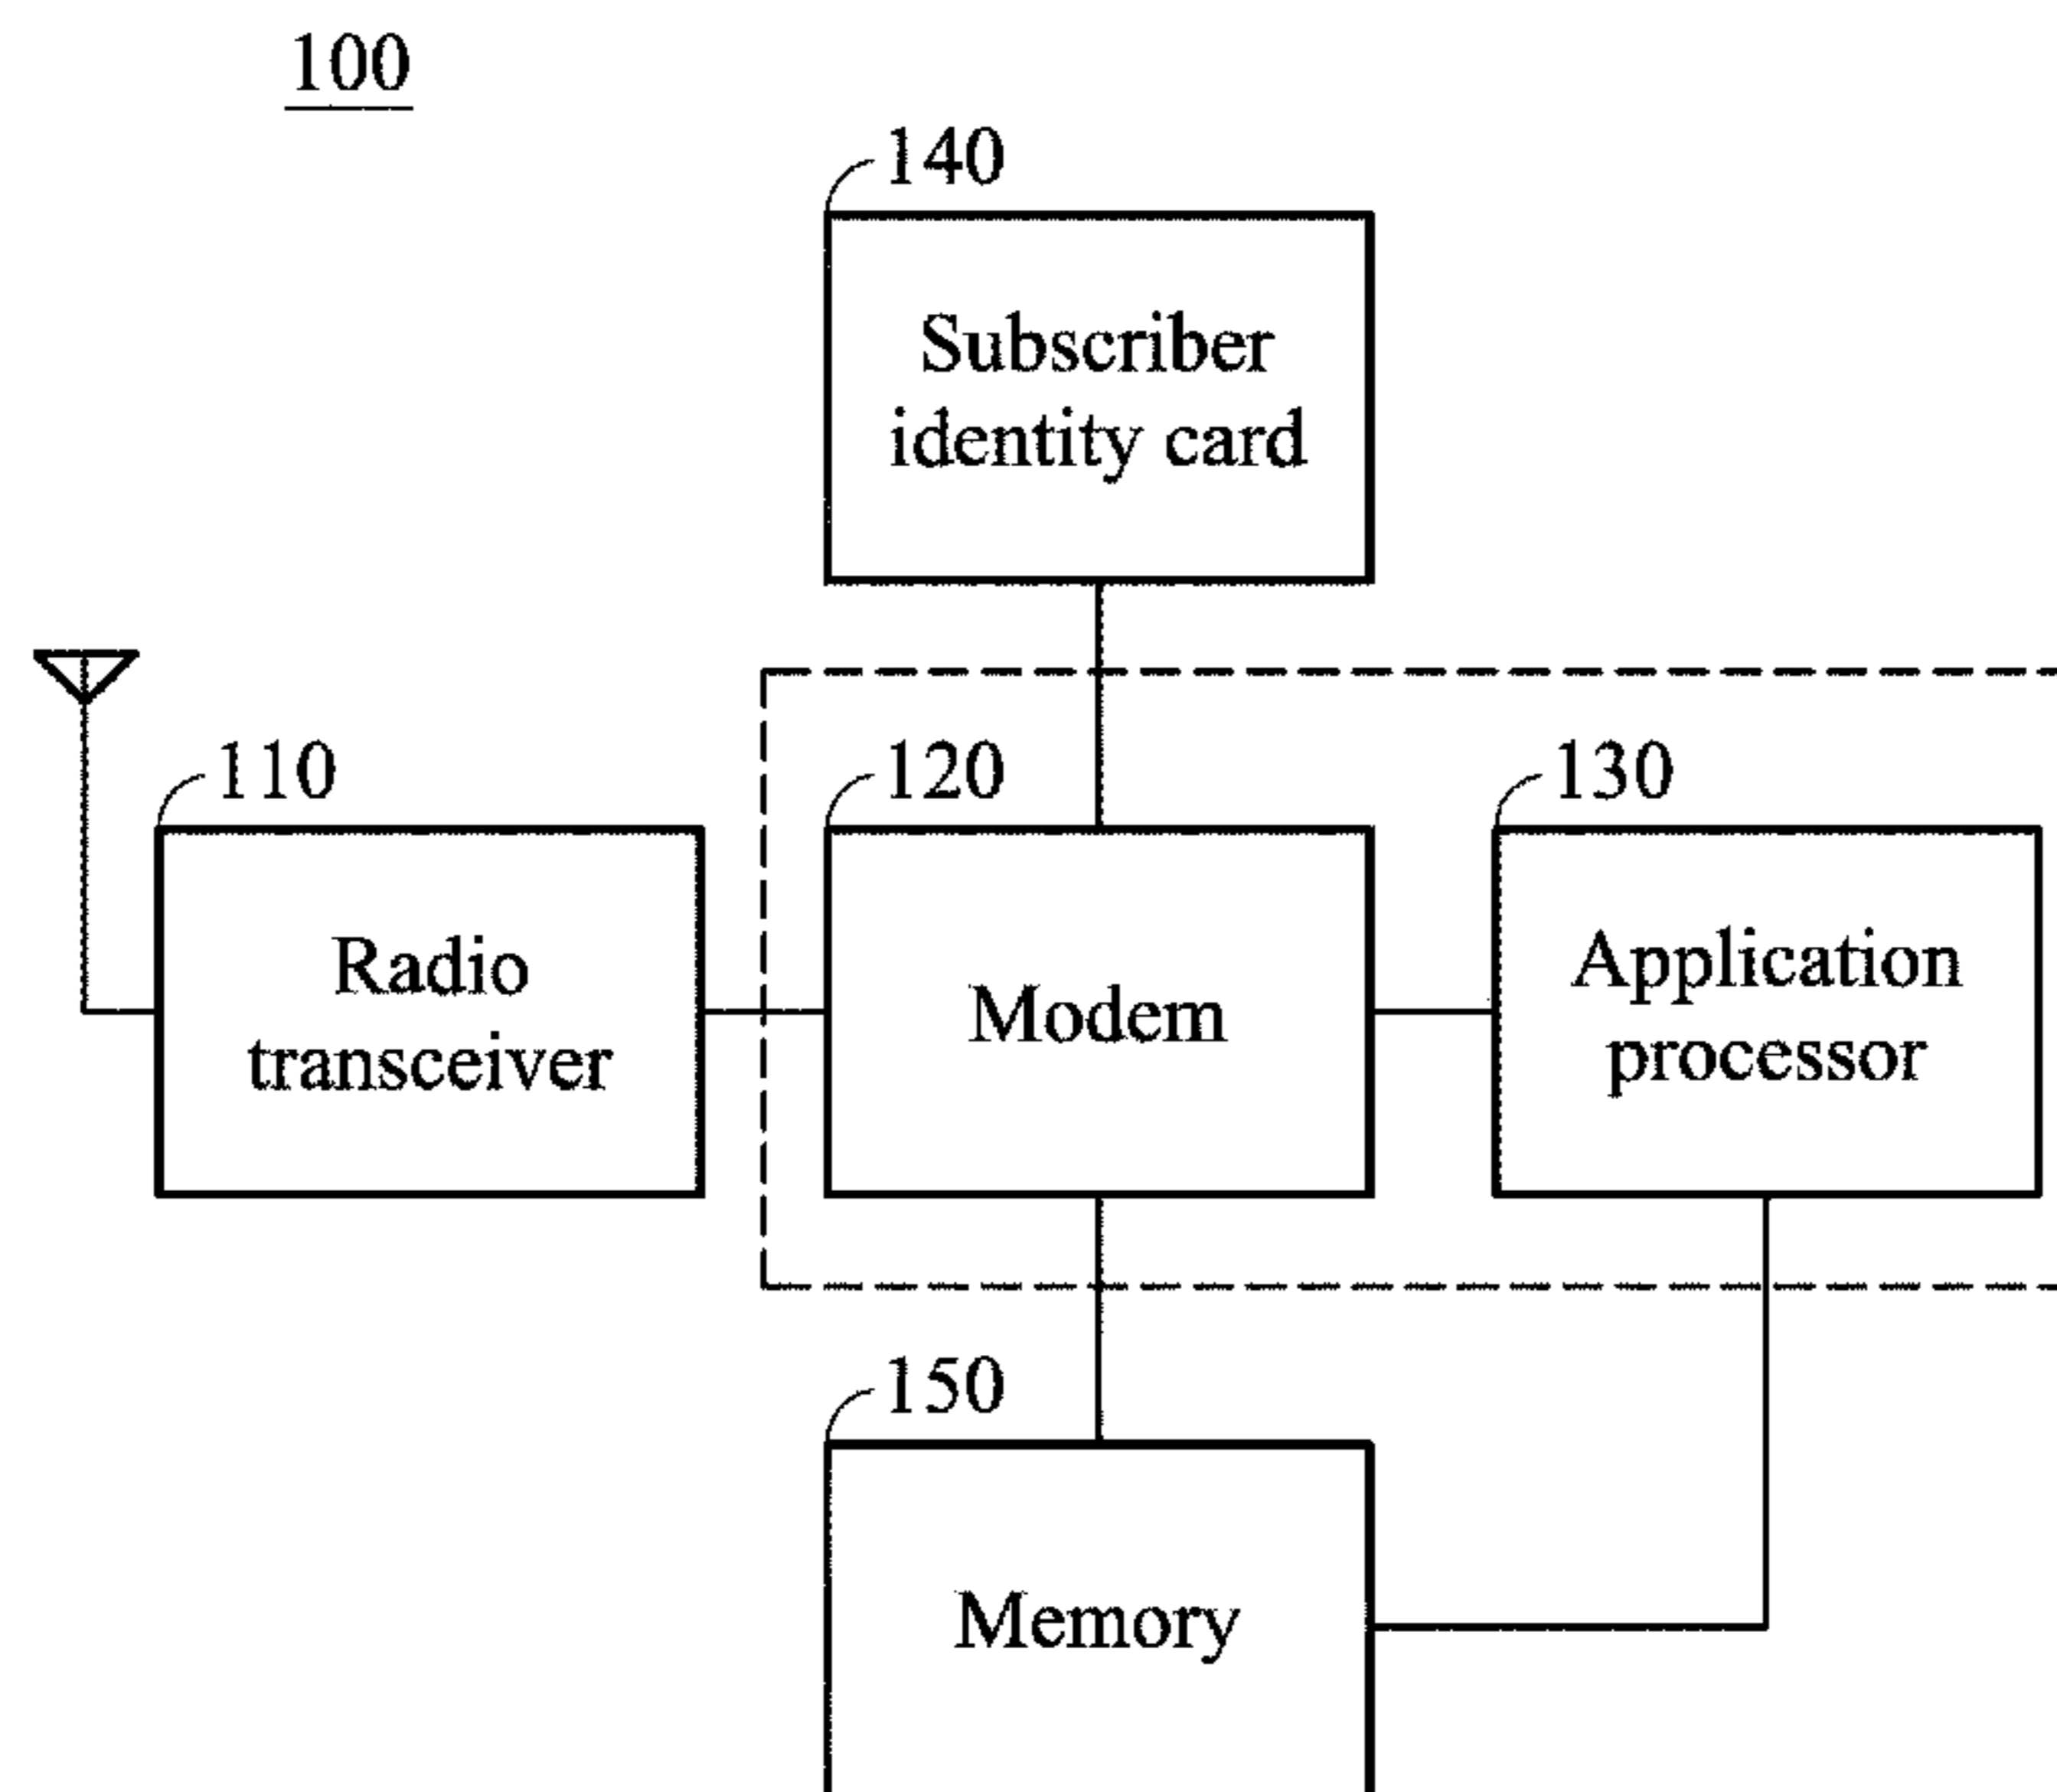 100
140
Subscriber
identity card
110
120
130
Radio
transceiver
Modem
Application
processor
150
Memory